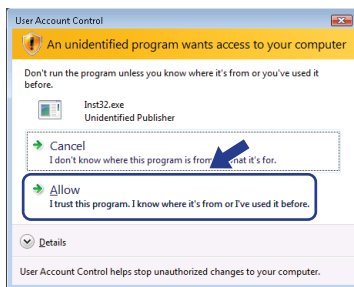 User Account Control
An unidentified program wants access to your computer
Don't run the program unless you know where it's from or you've used it
before.
Inst32.exe
Unidentified Publisher
Cancel
I don't know where this program is from hat it's for.
Allow
I trust this program. I know where it's from or I've used it before.
Details
User Account Control helps stop unauthorized changes to your computer.